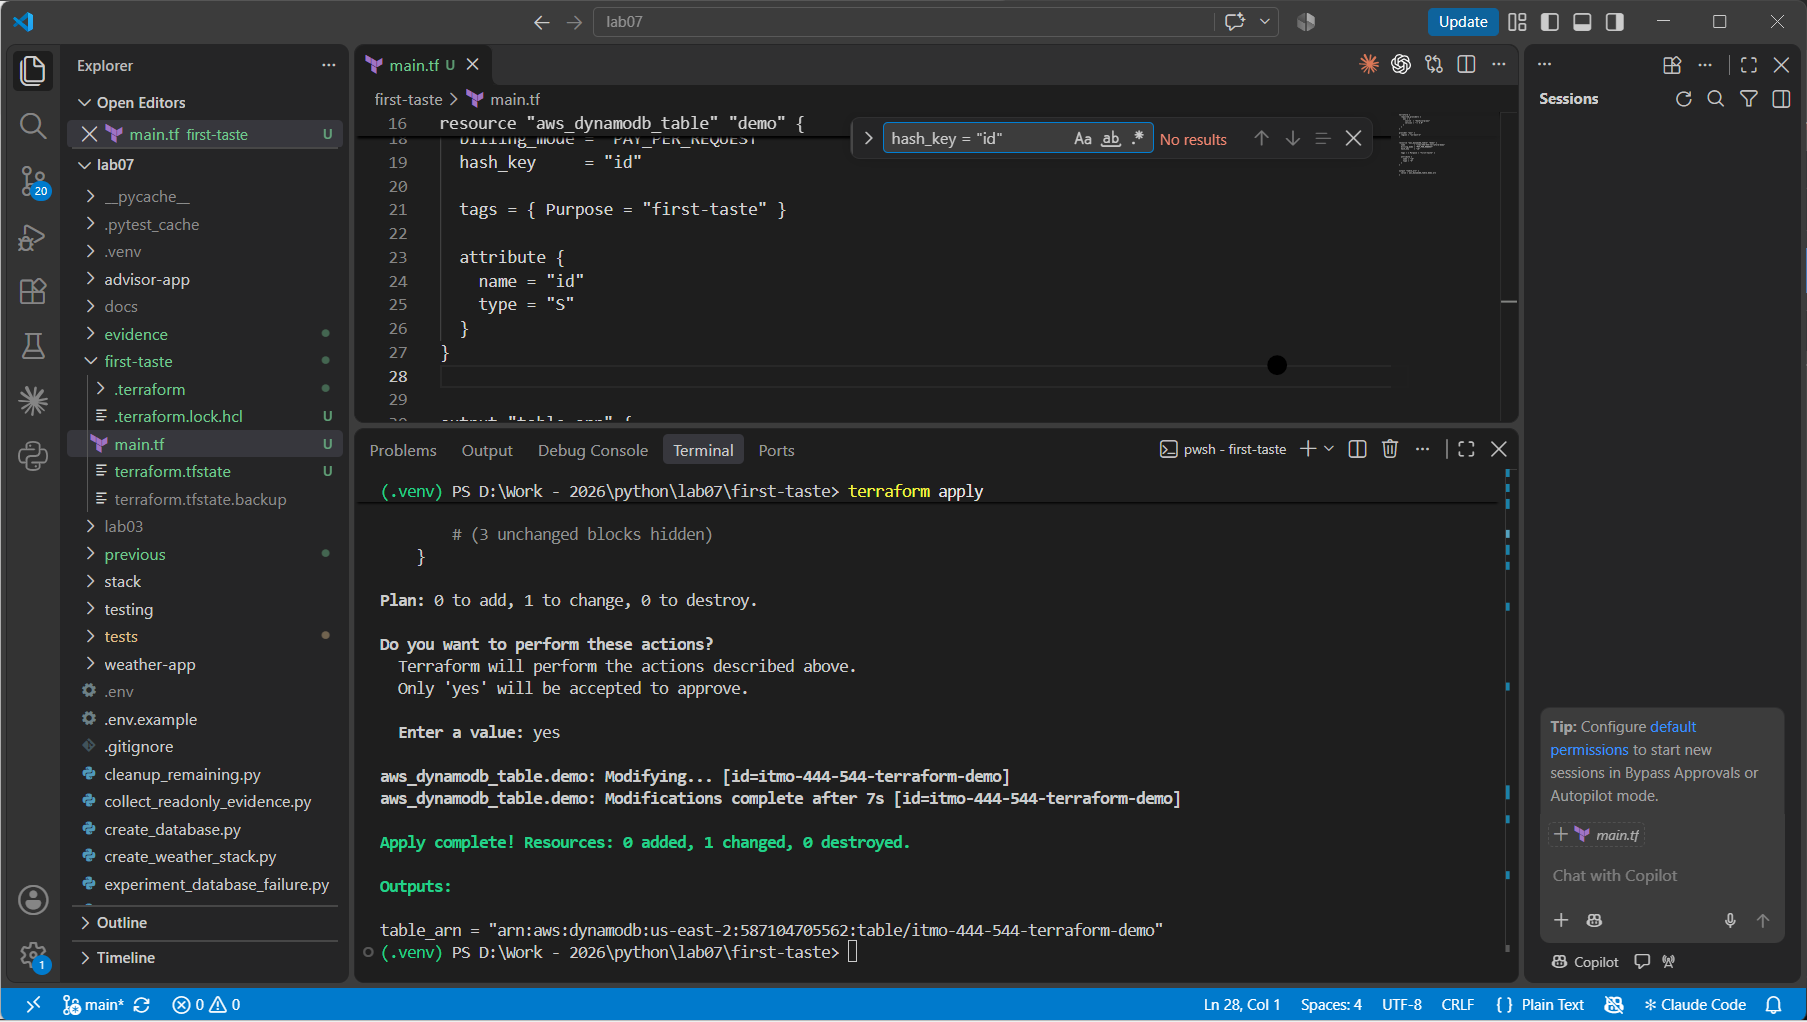 lab07
Update
Explorer
Open Editors
main.tf first-taste U
lab07
__pycache__
.pytest_cache
.venv
advisor-app
docs
evidence
first-taste
.terraform
.terraform.lock.hcl U
main.tf U
terraform.tfstate U
terraform.tfstate.backup
lab03
previous
stack
testing
tests
weather-app
.env
.env.example
.gitignore
cleanup_remaining.py
collect_readonly_evidence.py
create_database.py
create_weather_stack.py
experiment_database_failure.py
Outline
Timeline
20
1
main.tf U
first-taste > main.tf
16 resource "aws_dynamodb_table" "demo" {
18 billing_mode = "PAY_PER_REQUEST"
19 hash_key     = "id"
20
21 tags = { Purpose = "first-taste" }
22
23 attribute {
24 name = "id"
25 type = "S"
26 }
27 }
28
29
30 output "table_arn" {
hash_key = "id" Aa ab .* No results
Problems Output Debug Console Terminal Ports
pwsh - first-taste
(.venv) PS D:\Work - 2026\python\lab07\first-taste> terraform apply
# (3 unchanged blocks hidden)
}
Plan: 0 to add, 1 to change, 0 to destroy.
Do you want to perform these actions?
Terraform will perform the actions described above.
Only 'yes' will be accepted to approve.
Enter a value: yes
aws_dynamodb_table.demo: Modifying... [id=itmo-444-544-terraform-demo]
aws_dynamodb_table.demo: Modifications complete after 7s [id=itmo-444-544-terraform-demo]
Apply complete! Resources: 0 added, 1 changed, 0 destroyed.
Outputs:
table_arn = "arn:aws:dynamodb:us-east-2:587104705562:table/itmo-444-544-terraform-demo"
(.venv) PS D:\Work - 2026\python\lab07\first-taste>
Sessions
Tip: Configure default
permissions to start new
sessions in Bypass Approvals or
Autopilot mode.
main.tf
Chat with Copilot
Copilot
main* 0 0
Ln 28, Col 1 Spaces: 4 UTF-8 CRLF { } Plain Text Claude Code